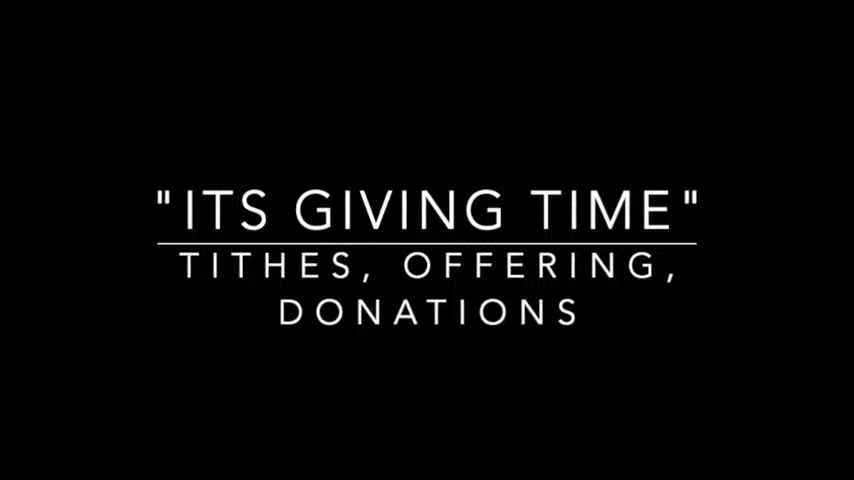 "ITS GIVING TIME"
TITHES, OFFERING,
DONATIONS